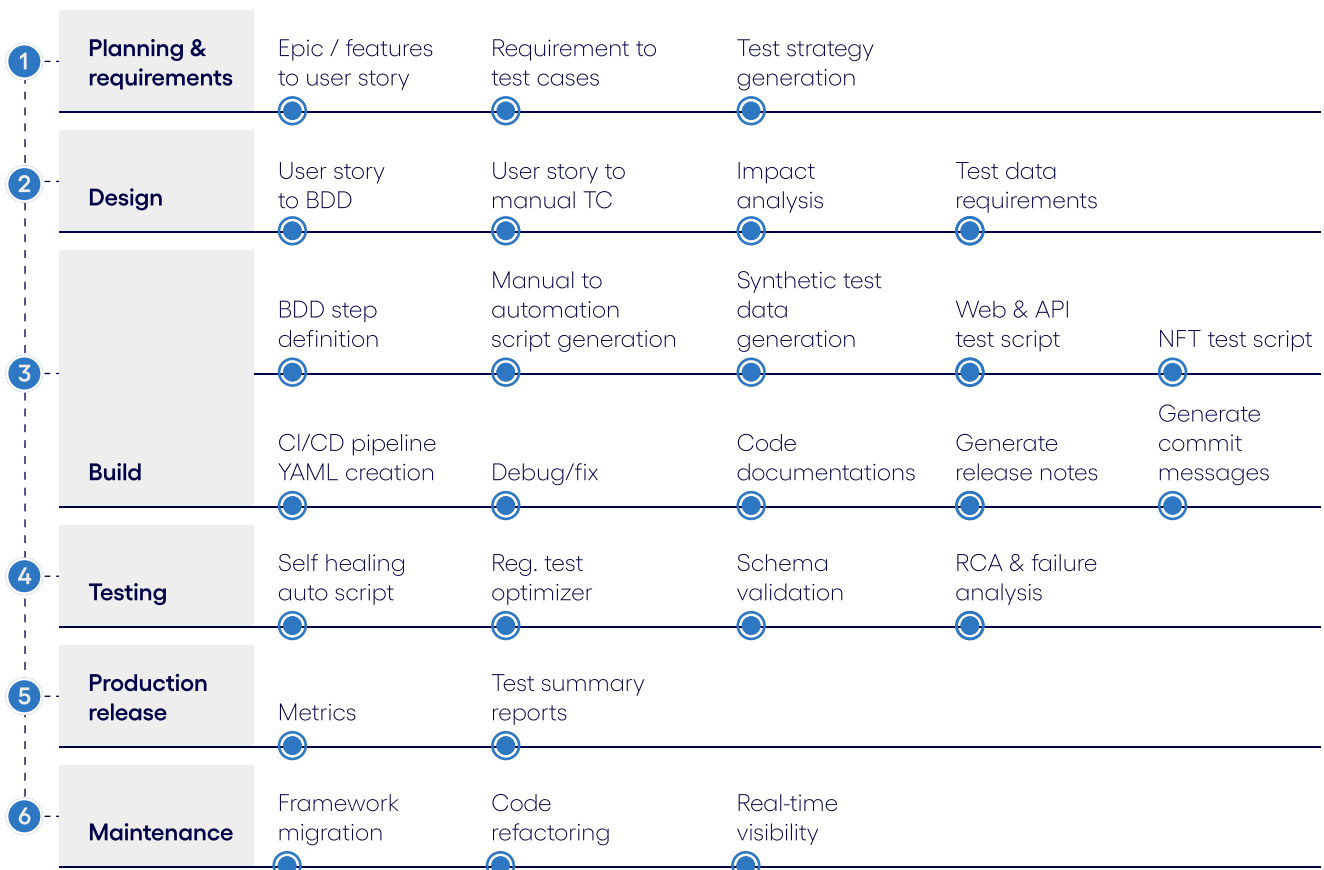 1
Planning &
requirements
Epic / features
to user story
Requirement to
test cases
Test strategy
generation
2
Design
User story
to BDD
User story to
manual TC
Impact
analysis
Test data
requirements
3
Build
BDD step
definition
Manual to
automation
script generation
Synthetic test
data
generation
Web & API
test script
NFT test script
CI/CD pipeline
YAML creation
Debug/fix
Code
documentations
Generate
release notes
Generate
commit
messages
4
Testing
Self healing
auto script
Reg. test
optimizer
Schema
validation
RCA & failure
analysis
5
Production
release
Metrics
Test summary
reports
6
Maintenance
Framework
migration
Code
refactoring
Real-time
visibility